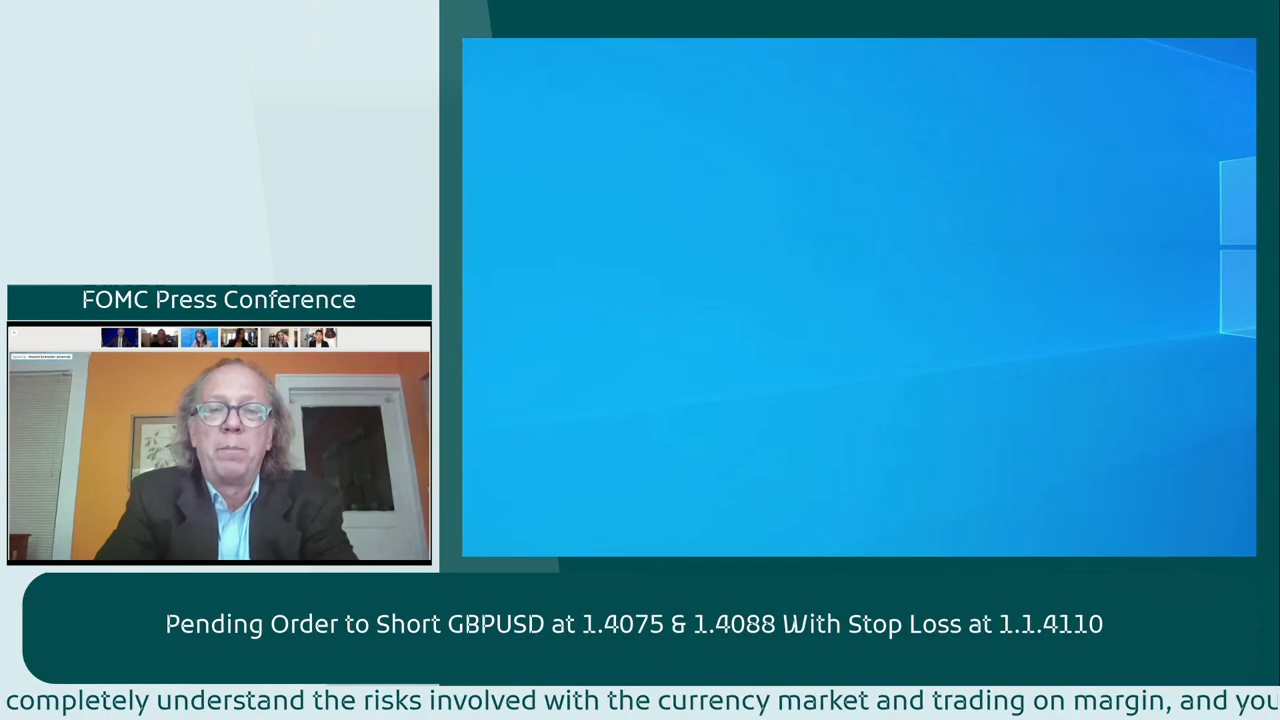 FOMC Press Conference
Pending Order to Short GBPUSD at 1.4075 & 1.4088 With Stop Loss at 1.1.4110
completely understand the risks involved with the currency market and trading on margin, and you